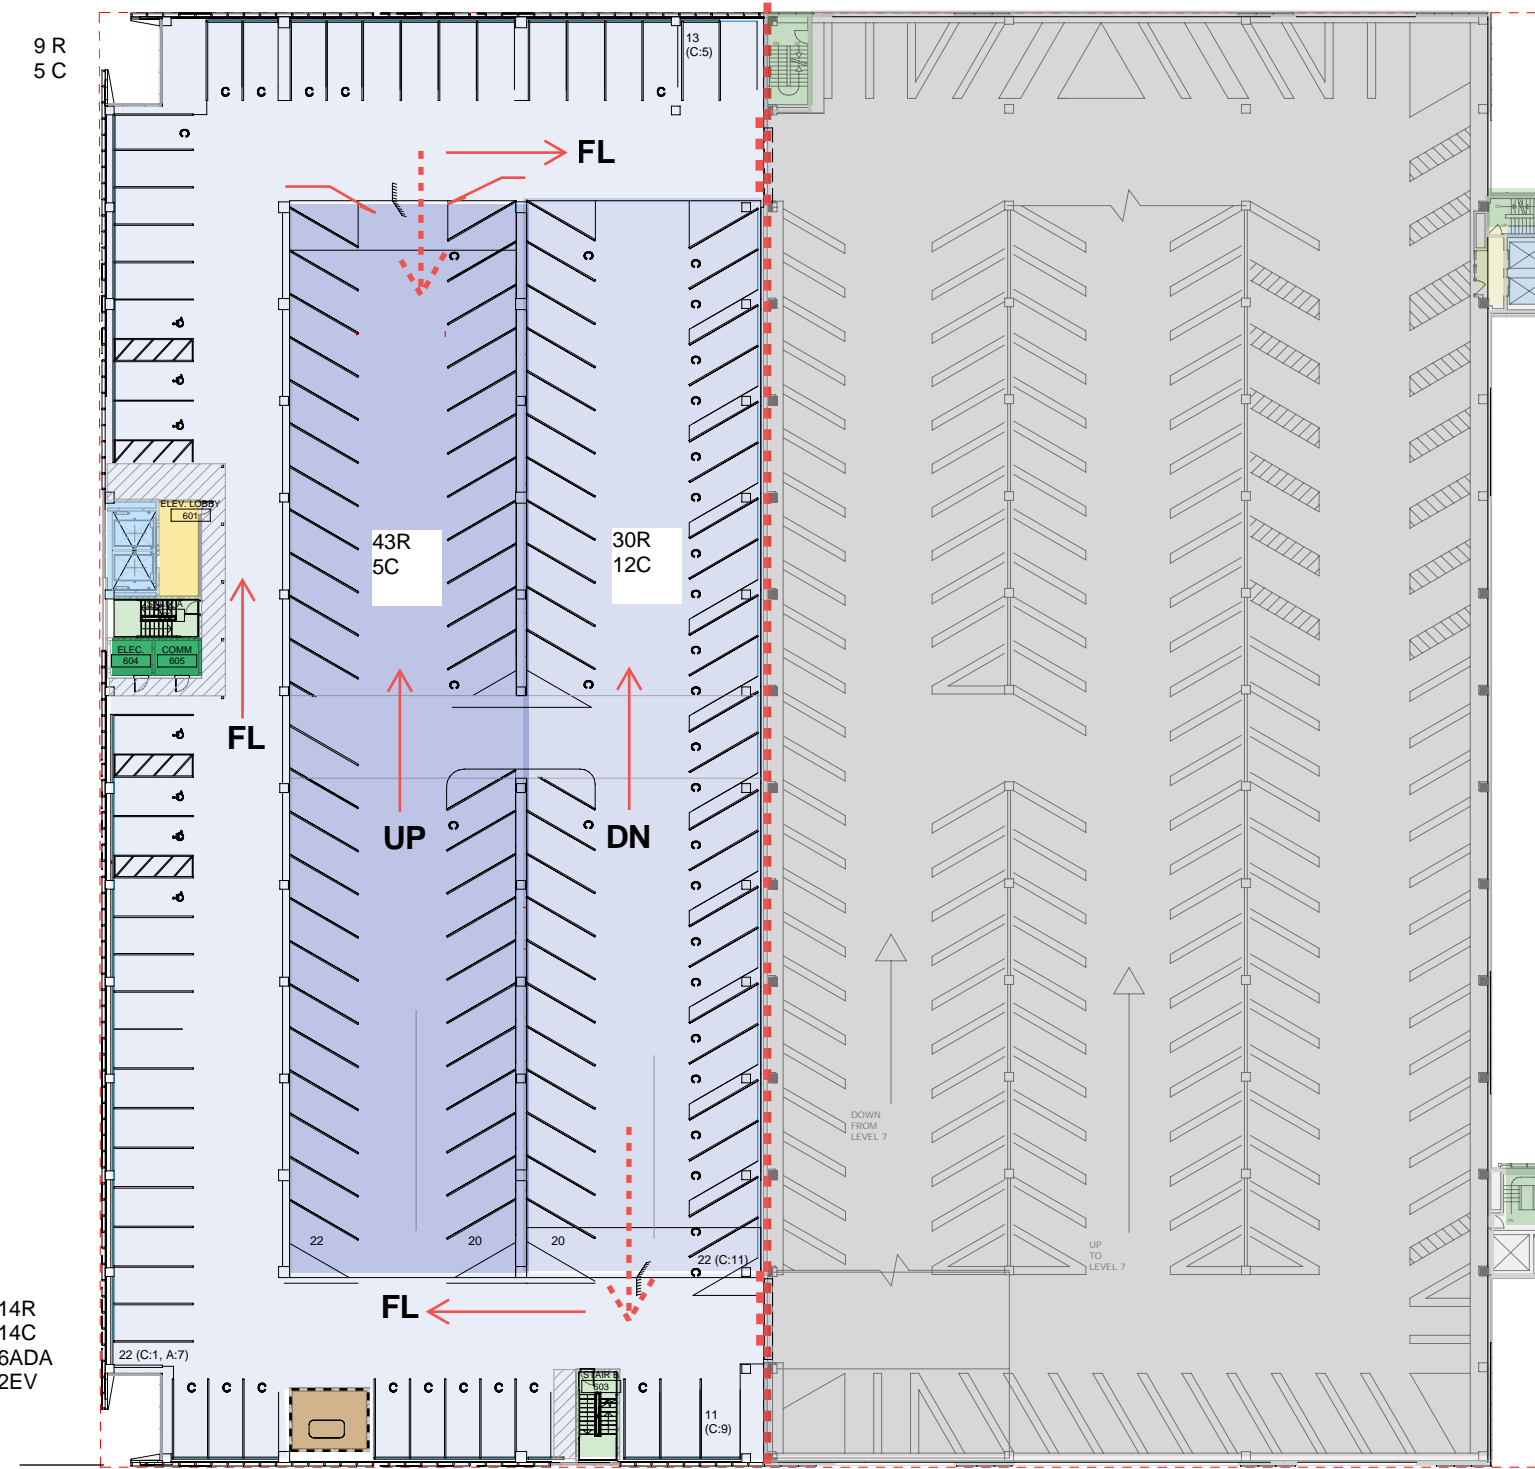 9 R
5 C
13
(C:5)
FL
ELEV. LOBBY
601
43R
5C
30R
12C
ELEC.
604
COMM
605
FL
UP
DN
DOWN
FROM
LEVEL 7
22
20
20
22 (C:11)
UP
TO
LEVEL 7
FL
14R
14C
6ADA
2EV
22 (C:1, A:7)
STAIR B
603
11
(C:9)
C
C
C
C
C
C
C
C
C
C
C
C
C